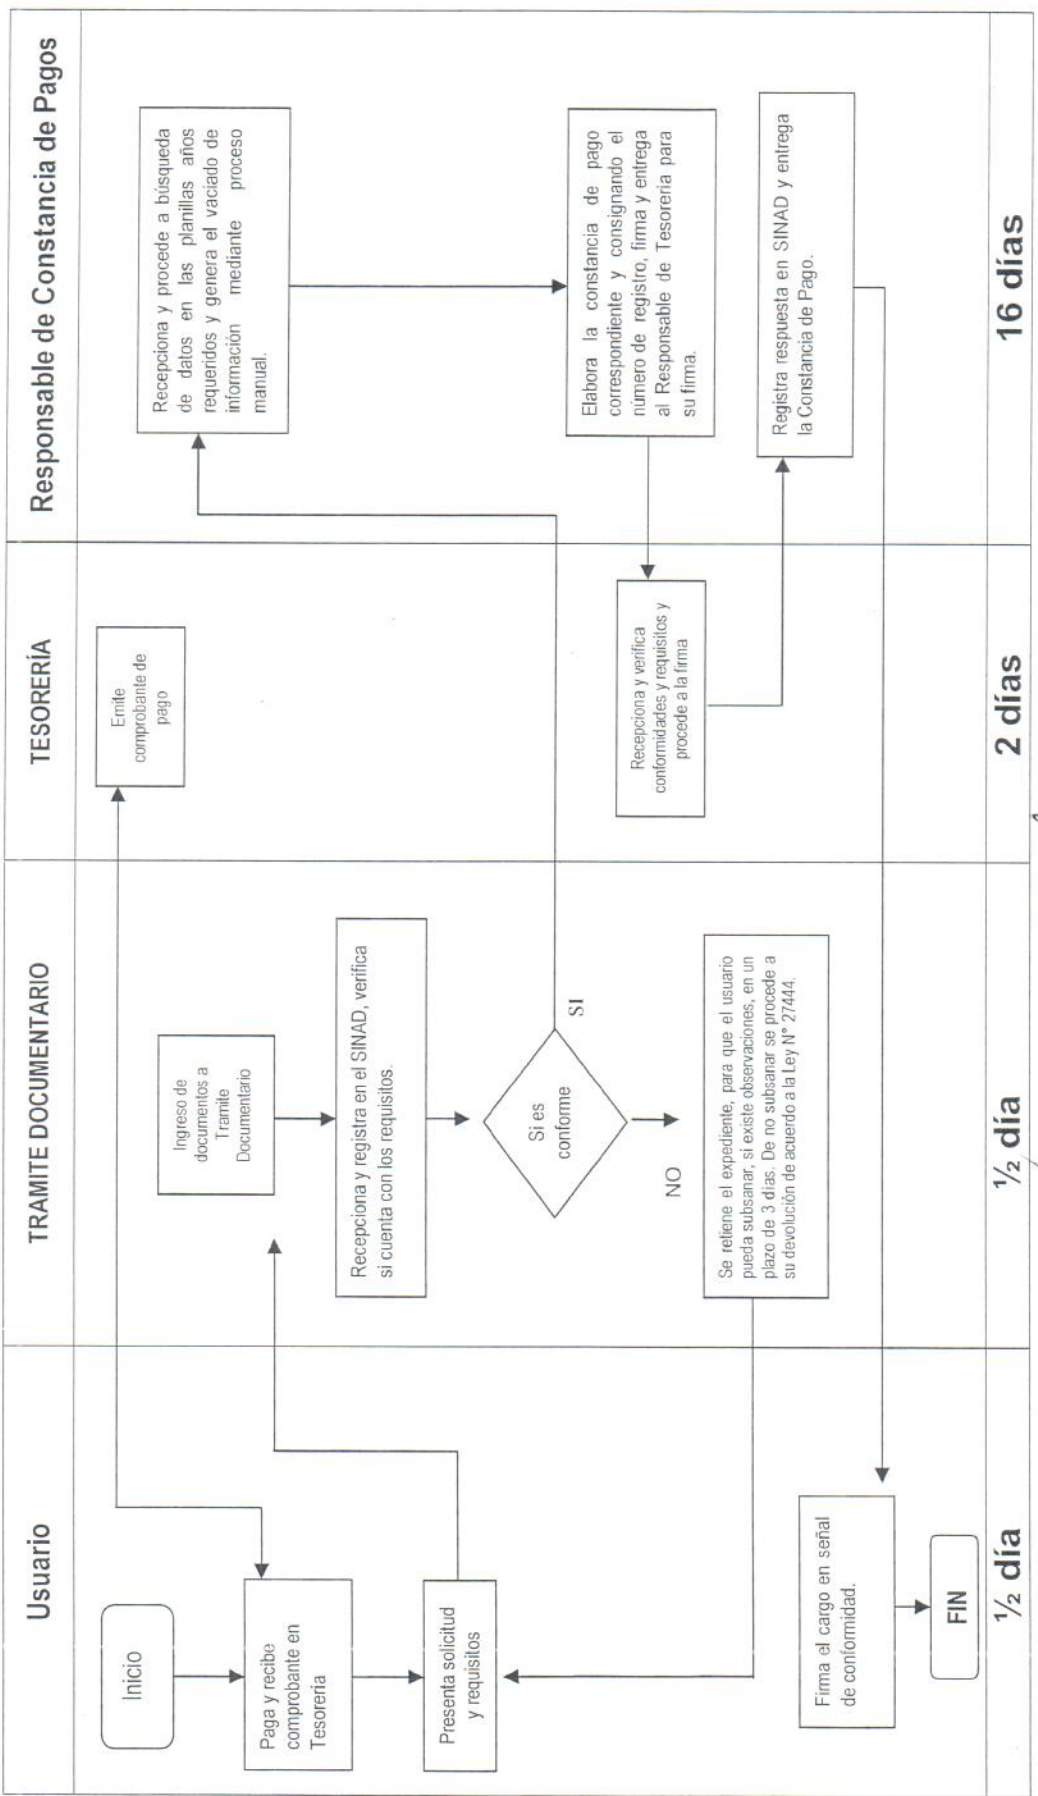 Usuario
TRAMITE DOCUMENTARIO
TESORERÍA
Responsable de Constancia de Pagos
Inicio
Paga y recibe
comprobante en
Tesoreria
Presenta solicitud
y requisitos
Firma el cargo en señal
de conformidad.
FIN
Ingreso de
documentos a
Tramite
Documentario
Recepciona y registra en el SINAD, verifica
si cuenta con los requisitos.
Si es
conforme
SI
NO
Se retiene el expediente, para que el usuario
pueda subsanar, si existe observaciones, en un
plazo de 3 días. De no subsanar se procede a
su devolución de acuerdo a la Ley N° 27444.
Emite
comprobante de
pago
Recepciona y verifica
conformidades y requisitos y
procede a la firma
Recepciona y procede a búsqueda
de datos en las planillas años
requeridos y genera el vaciado de
información mediante proceso
manual.
Elabora la constancia de pago
correspondiente y consignando el
número de registro, firma y entrega
al Responsable de Tesorería para
su firma.
Registra respuesta en SINAD y entrega
la Constancia de Pago.
½ día
½ día
2 días
16 días